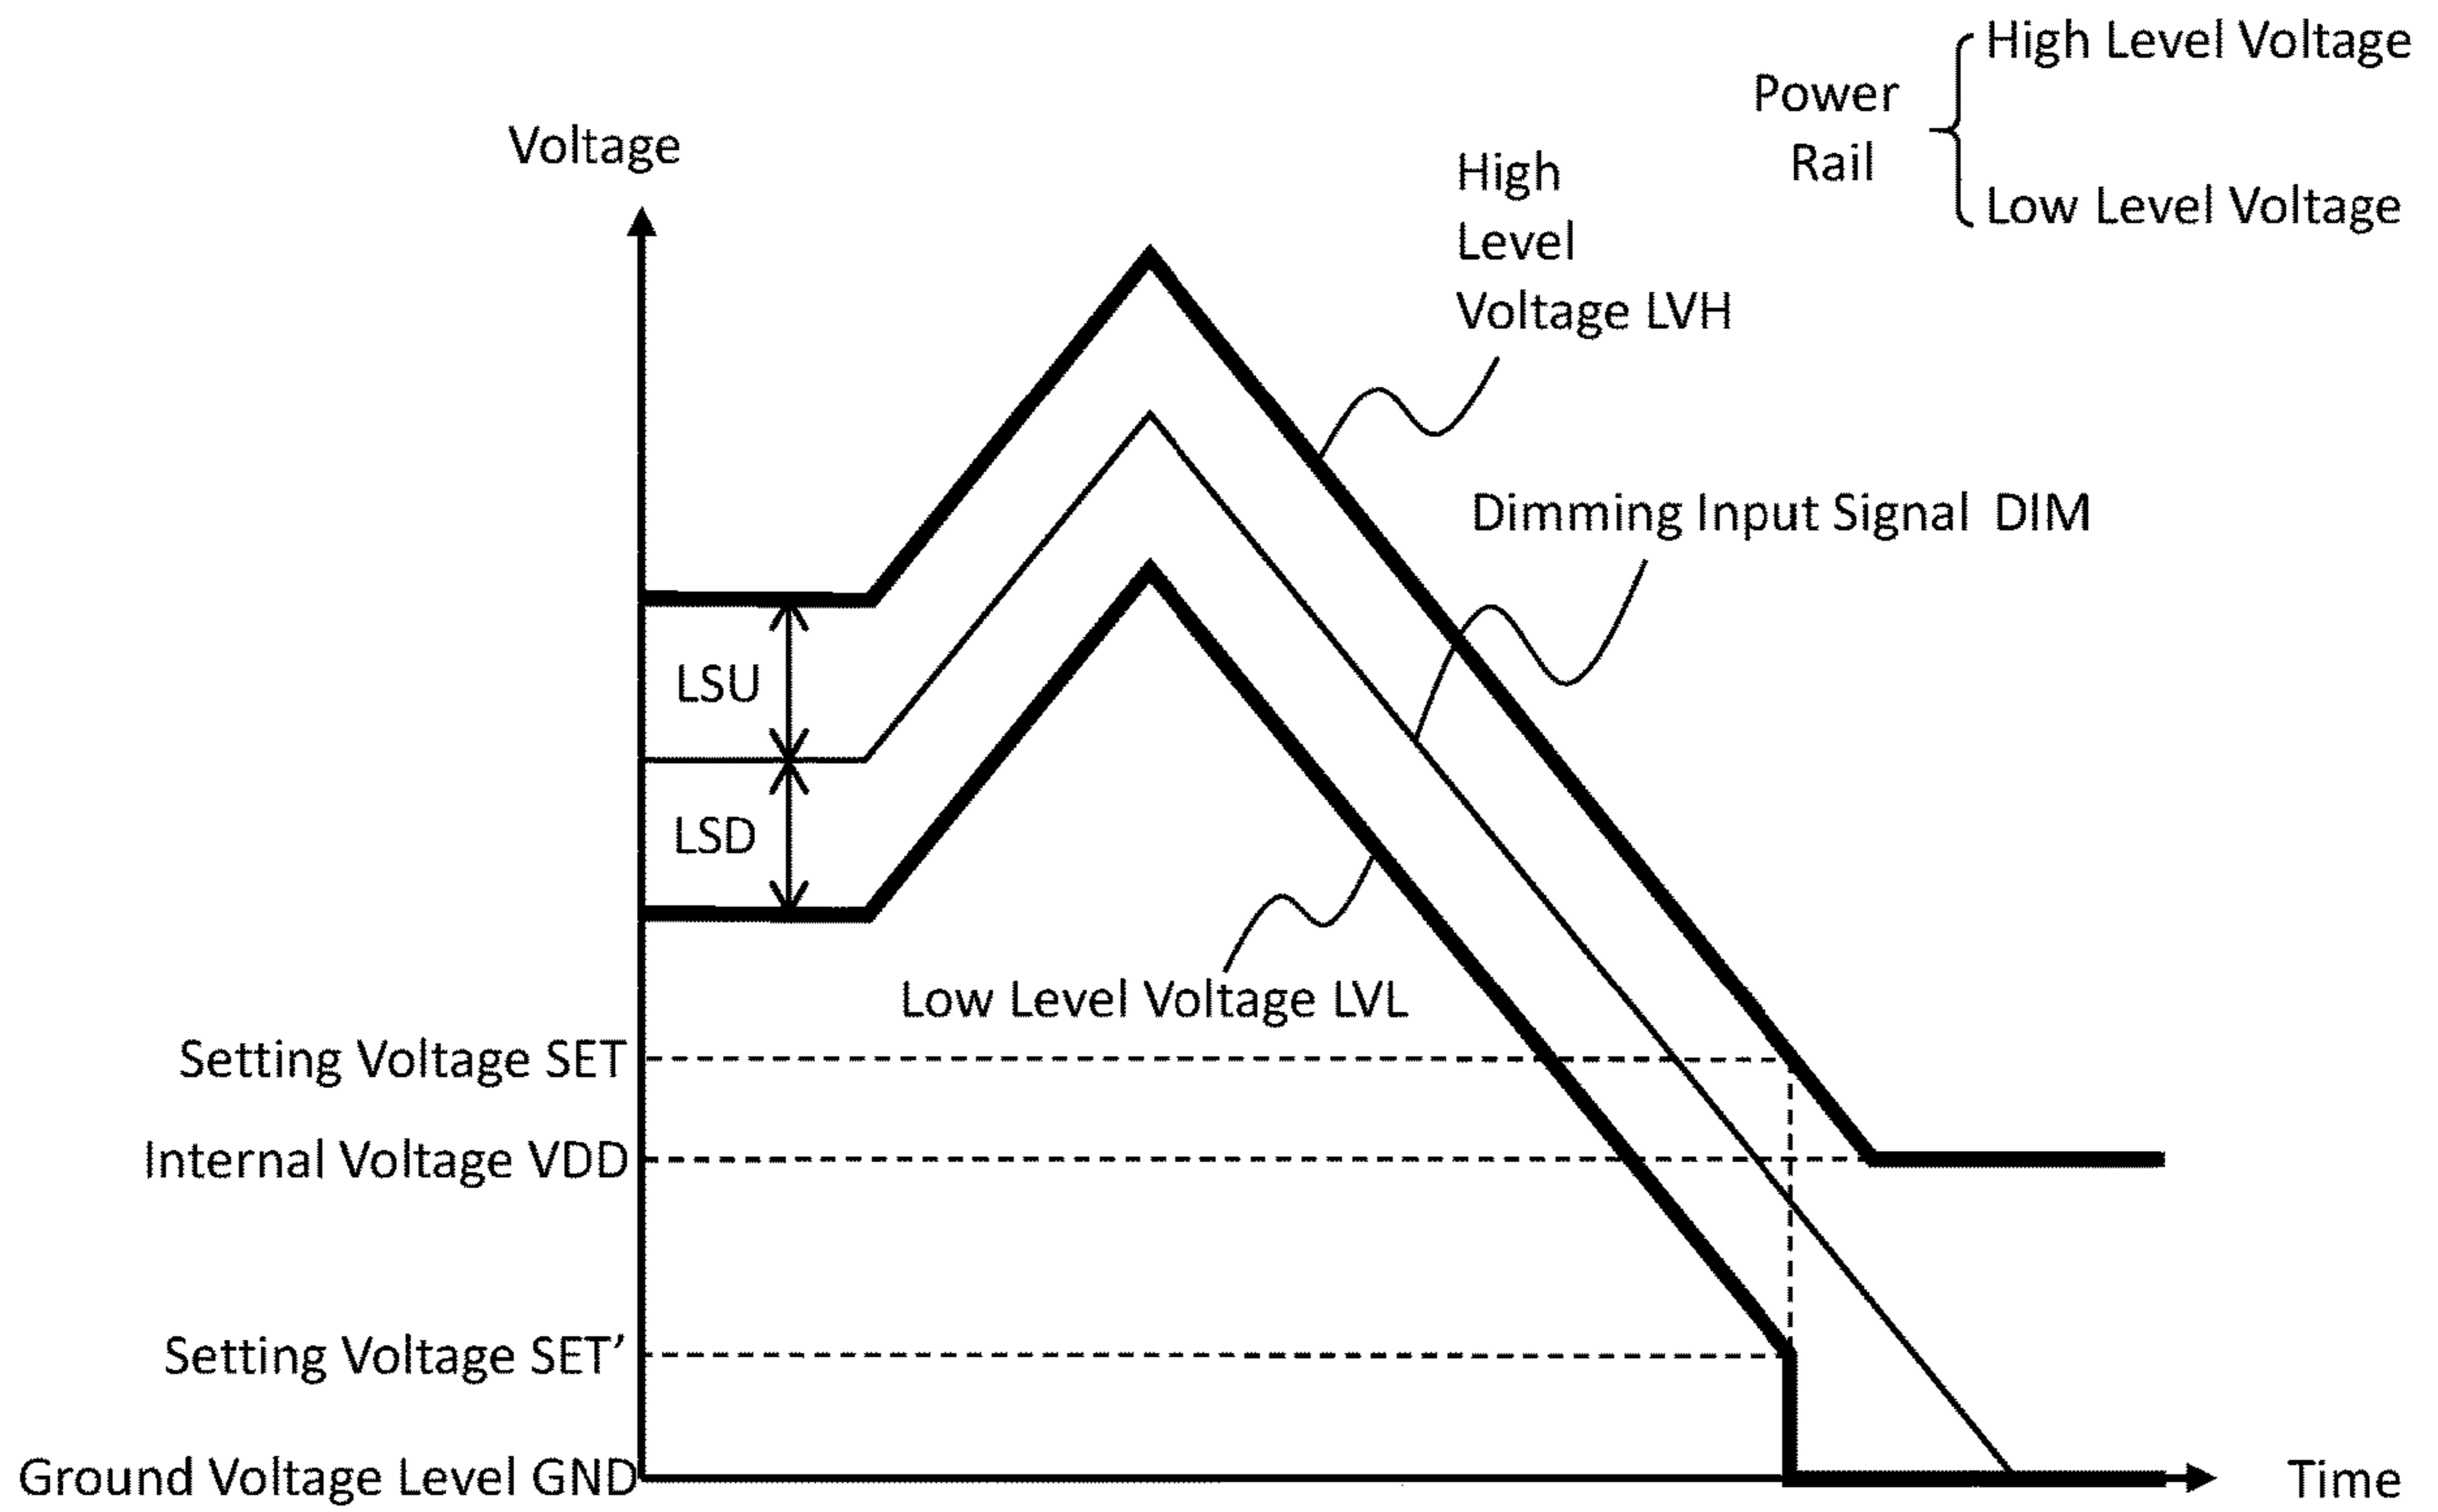 High Level Voltage
Power
Rail
Low Level Voltage
Voltage
High
Level
Voltage LVH
Dimming Input Signal DIM
LSU
LSD
Low Level Voltage LVL
Setting Voltage SET
Internal Voltage VDD
Setting Voltage SET’
Ground Voltage Level GND
Time